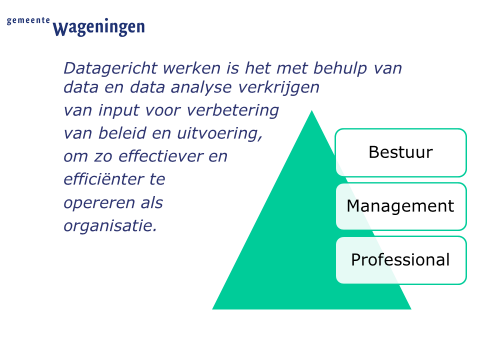 gemeente Wageningen
Datagericht werken is het met behulp van
data en data analyse verkrijgen
van input voor verbetering
van beleid en uitvoering,
om zo effectiever en
efficiënter te
opereren als
organisatie.
Bestuur
Management
Professional